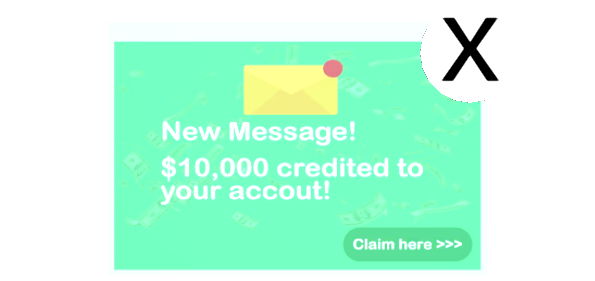 X
New Message!
$10,000 credited to
your accout!
Claim here >>>